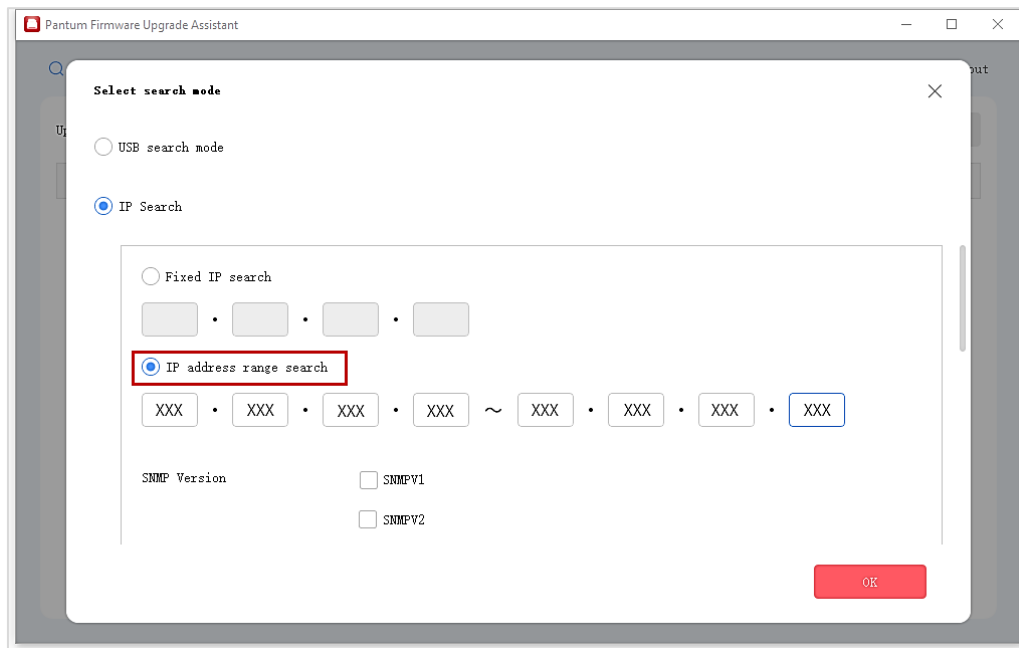 Pantum Firmware Upgrade Assistant
Select search mode
USB search mode
IP Search
Fixed IP search
IP address range search
XXX . XXX . XXX . XXX ~ XXX . XXX . XXX . XXX
SNMP Version
SNMPV1
SNMPV2
OK